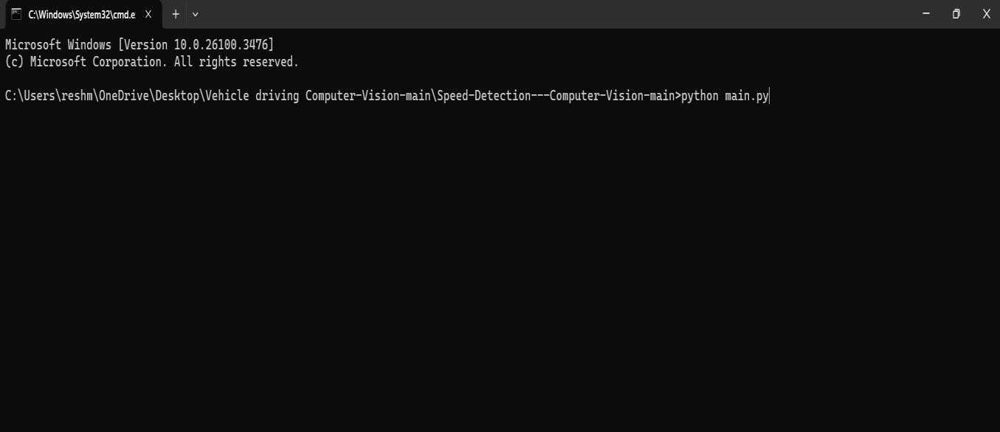 C:\Windows\System32\cmd.e
Microsoft Windows [Version 10.0.26100.3476]
(c) Microsoft Corporation. All rights reserved.
C:\Users\reshm\OneDrive\Desktop\Vehicle driving Computer-Vision-main\Speed-Detection---Computer-Vision-main>python main.py